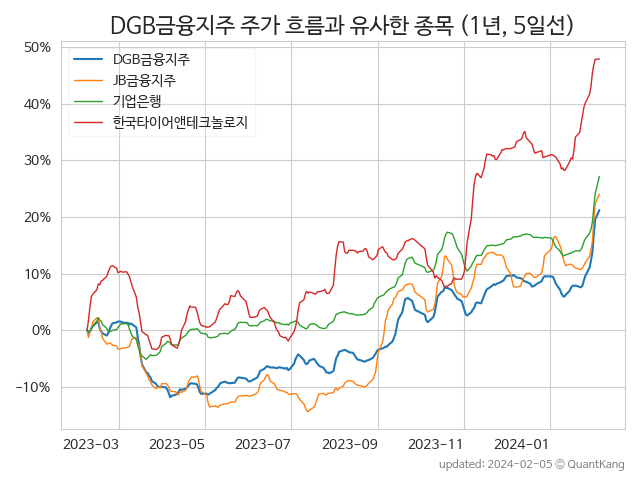 DGB금융지주 주가 흐름과 유사한 종목 (1년, 5일선)
50%
40%
30%
20%
10%
0%
−10%
DGB금융지주
JB금융지주
기업은행
한국타이어앤테크놀로지
2023-03 2023-05 2023-07 2023-09 2023-11 2024-01
updated: 2024-02-05 © QuantKang